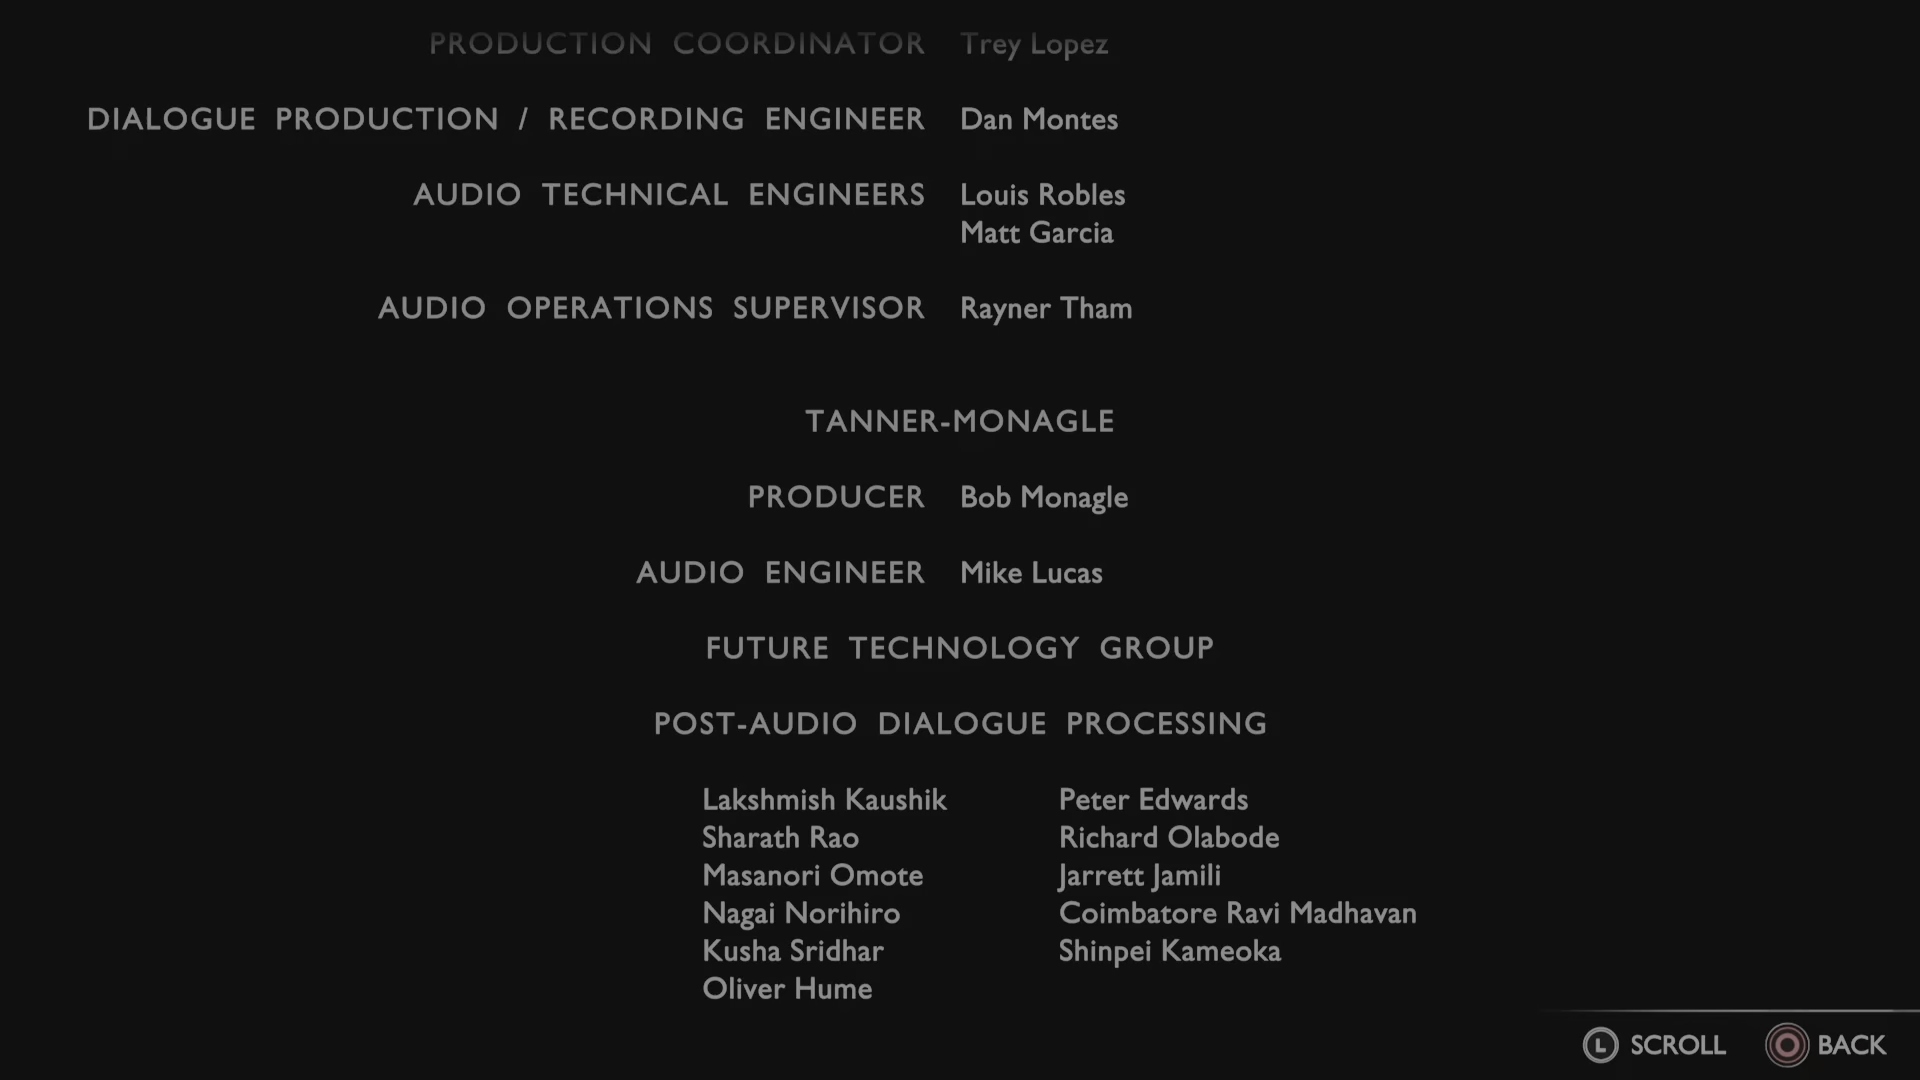 PRODUCTION COORDINATOR Trey Lopez
DIALOGUE PRODUCTION / RECORDING ENGINEER Dan Montes
AUDIO TECHNICAL ENGINEERS Louis Robles
Matt Garcia
AUDIO OPERATIONS SUPERVISOR Rayner Tham
TANNER-MONAGLE
PRODUCER Bob Monagle
AUDIO ENGINEER Mike Lucas
FUTURE TECHNOLOGY GROUP
POST-AUDIO DIALOGUE PROCESSING
Lakshmish Kaushik Peter Edwards
Sharath Rao Richard Olabode
Masanori Omote Jarrett Jamili
Nagai Norihiro Coimbatore Ravi Madhavan
Kusha Sridhar Shinpei Kameoka
Oliver Hume
L SCROLL BACK